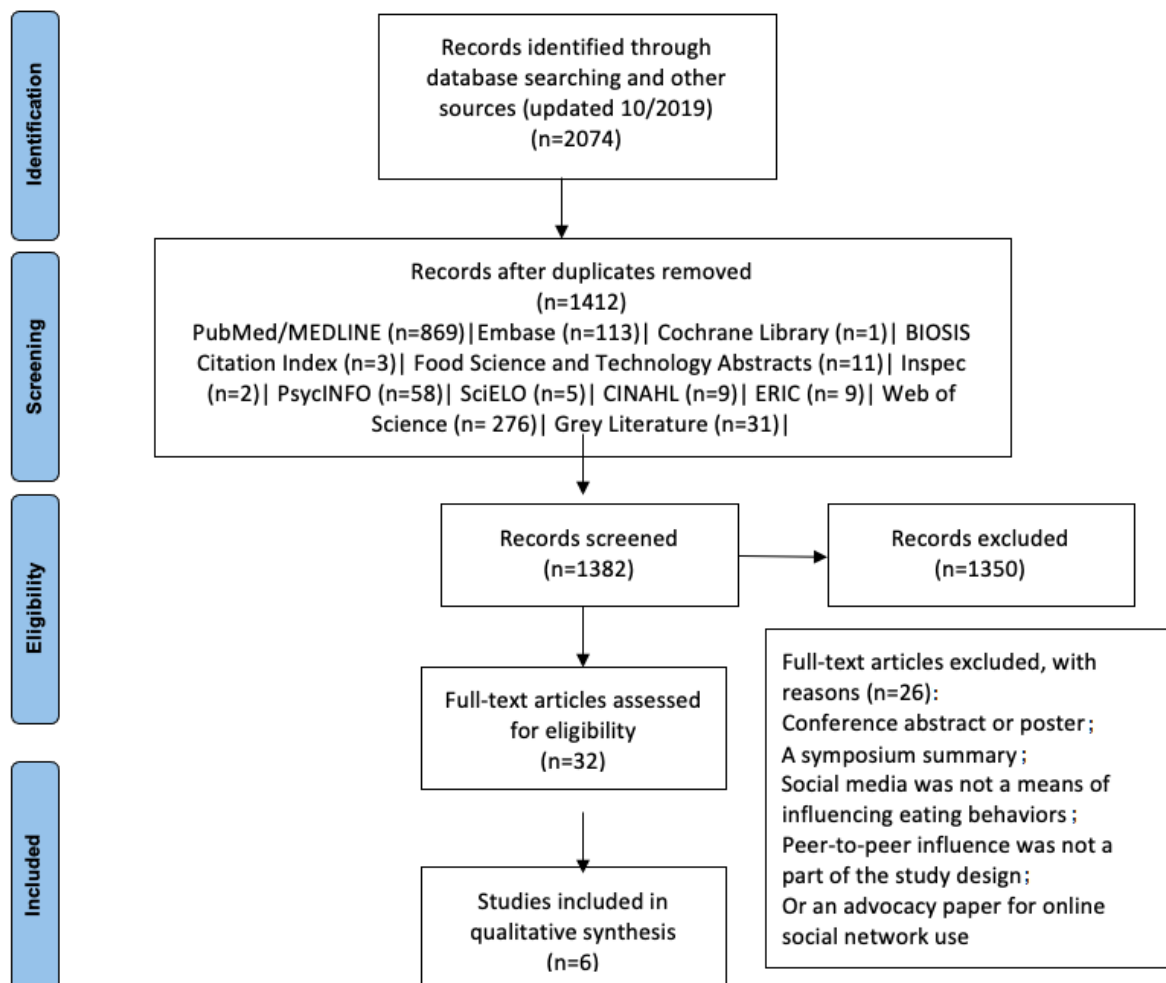 Identification
Records identified through
database searching and other
sources (updated 10/2019)
(n=2074)
Screening
Records after duplicates removed
(n=1412)
PubMed/MEDLINE (n=869)|Embase (n=113)| Cochrane Library (n=1)| BIOSIS
Citation Index (n=3)| Food Science and Technology Abstracts (n=11)| Inspec
(n=2)| PsycINFO (n=58)| SciELO (n=5)| CINAHL (n=9)| ERIC (n= 9)| Web of
Science (n= 276)| Grey Literature (n=31)|
Eligibility
Records screened
(n=1382)
Records excluded
(n=1350)
Full-text articles assessed
for eligibility
(n=32)
Full-text articles excluded, with
reasons (n=26):
Conference abstract or poster;
A symposium summary;
Social media was not a means of
influencing eating behaviors;
Peer-to-peer influence was not a
part of the study design;
Or an advocacy paper for online
social network use
Included
Studies included in
qualitative synthesis
(n=6)